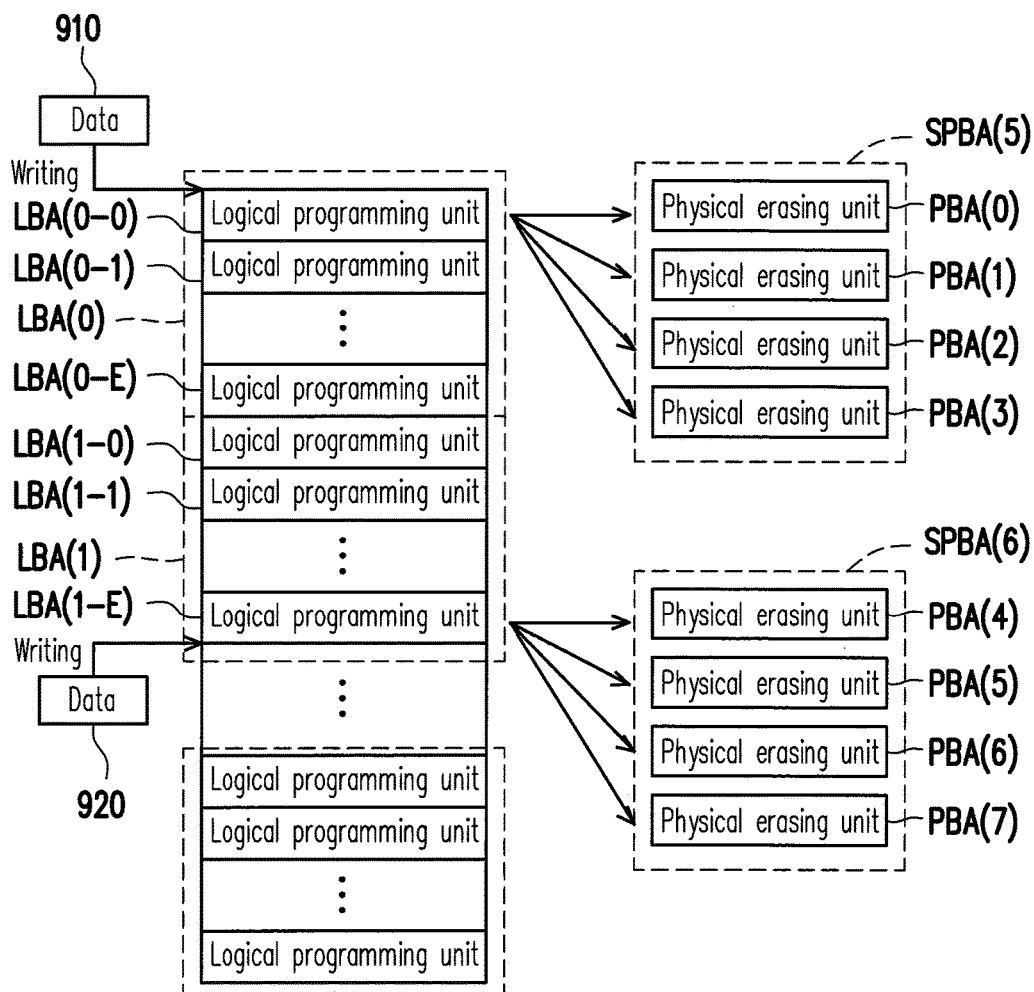 910
Data
Writing
LBA(0-0)
LBA(0-1)
LBA(0)
LBA(0-E)
LBA(1-0)
LBA(1-1)
LBA(1)
LBA(1-E)
Writing
Data
920
Logical programming unit
Logical programming unit
⋮
Logical programming unit
Logical programming unit
Logical programming unit
⋮
Logical programming unit
⋮
Logical programming unit
Logical programming unit
⋮
Logical programming unit
SPBA(5)
Physical erasing unit PBA(0)
Physical erasing unit PBA(1)
Physical erasing unit PBA(2)
Physical erasing unit PBA(3)
SPBA(6)
Physical erasing unit PBA(4)
Physical erasing unit PBA(5)
Physical erasing unit PBA(6)
Physical erasing unit PBA(7)